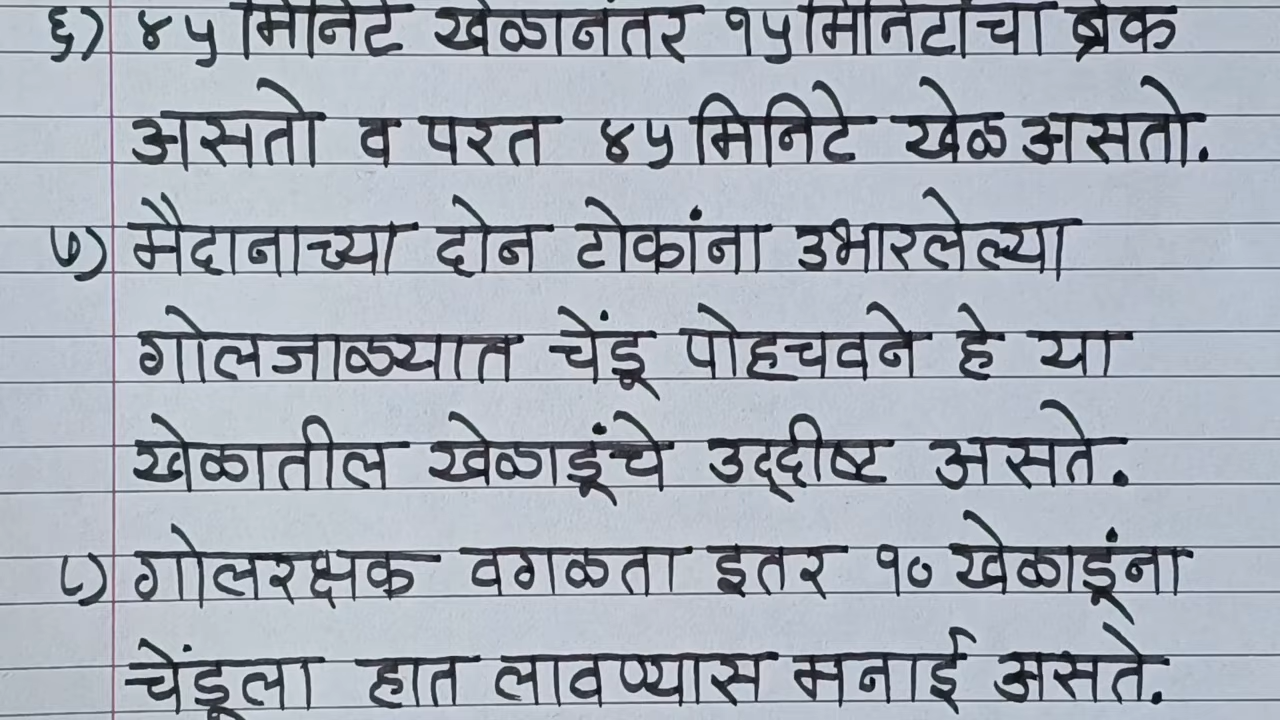 ६) ४५ मिनिटे खेळानंतर १५ मिनिटांचा ब्रेक
असतो व परत ४५ मिनिटे खेळ असतो.
७) मैदानाच्या दोन टोकांना उभारलेल्या
गोलजाळ्यात चेंडू पोहचवने हे या
खेळातील खेळाडूंचे उद्दीष्ट असते.
८) गोलरक्षक वगळता इतर १० खेळाडूंना
चेंडूला हात लावण्यास मनाई असते.